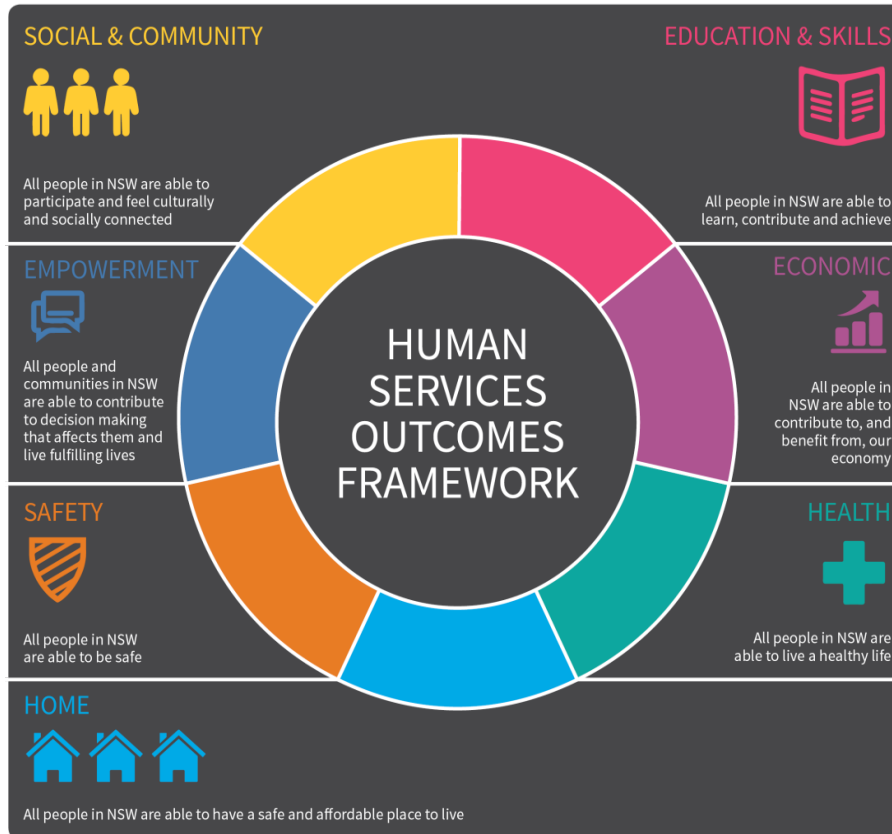 SOCIAL & COMMUNITY
All people in NSW are able to
participate and feel culturally
and socially connected
EDUCATION & SKILLS
All people in NSW are able to
learn, contribute and achieve
EMPOWERMENT
All people and
communities in NSW
are able to contribute
to decision making
that affects them and
live fulfilling lives
HUMAN
SERVICES
OUTCOMES
FRAMEWORK
ECONOMIC
All people in
NSW are able to
contribute to, and
benefit from, our
economy
SAFETY
All people in NSW
are able to be safe
HEALTH
All people in NSW are
able to live a healthy life
HOME
All people in NSW are able to have a safe and affordable place to live